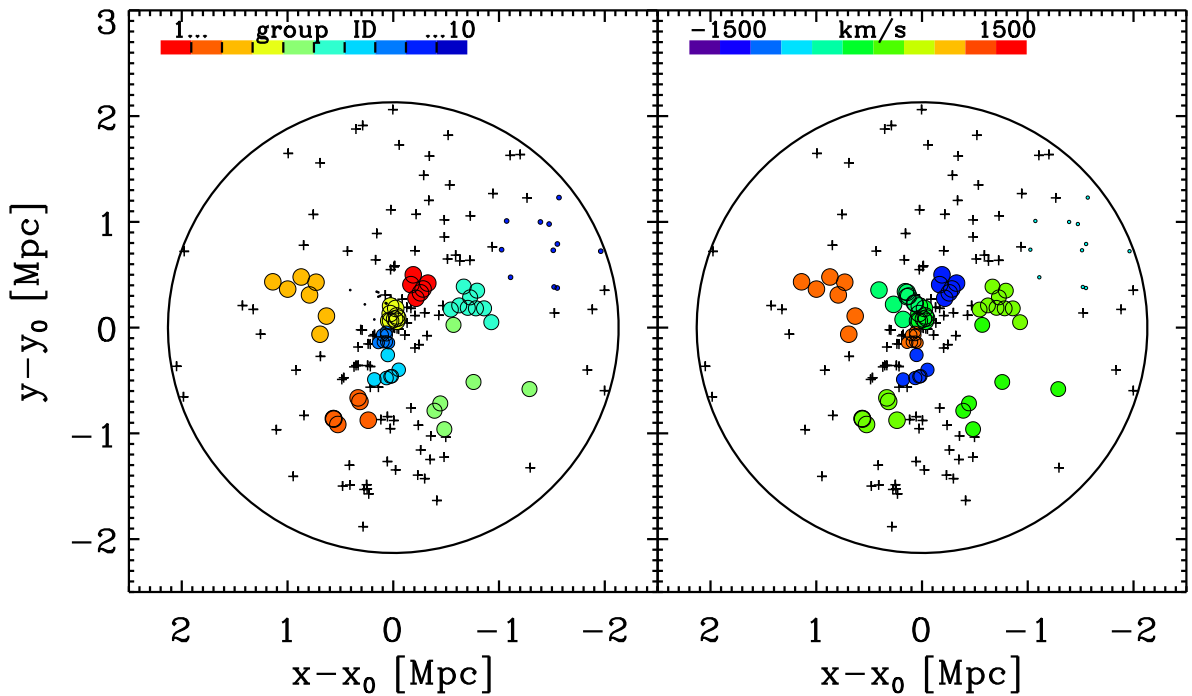 1... group ID ...10
−1500 km/s 1500
3
2
1
0
−1
−2
y−y0 [Mpc]
2 1 0 −1 −2
2 1 0 −1 −2
x−x0 [Mpc]
x−x0 [Mpc]